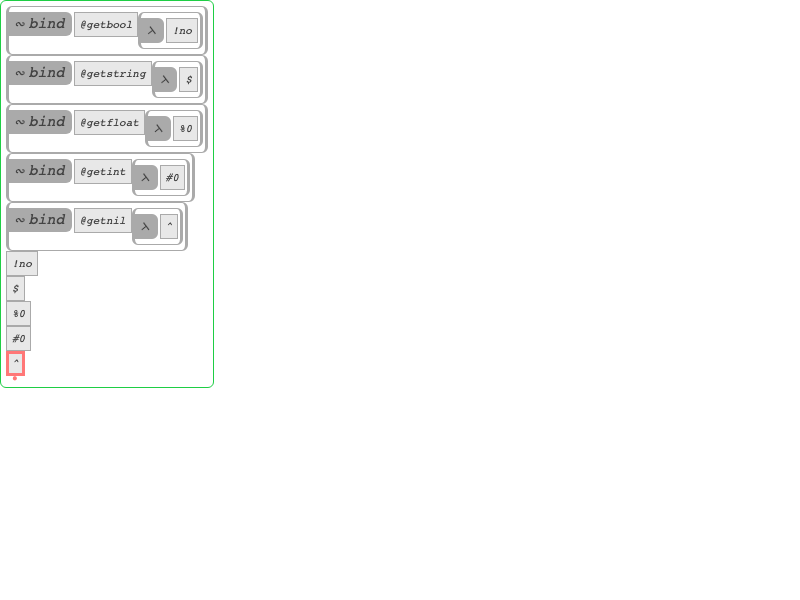 ∾ bind @getbool λ !no
∾ bind @getstring λ $
∾ bind @getfloat λ %0
∾ bind @getint λ #0
∾ bind @getnil λ ^
!no
$
%0
#0
^